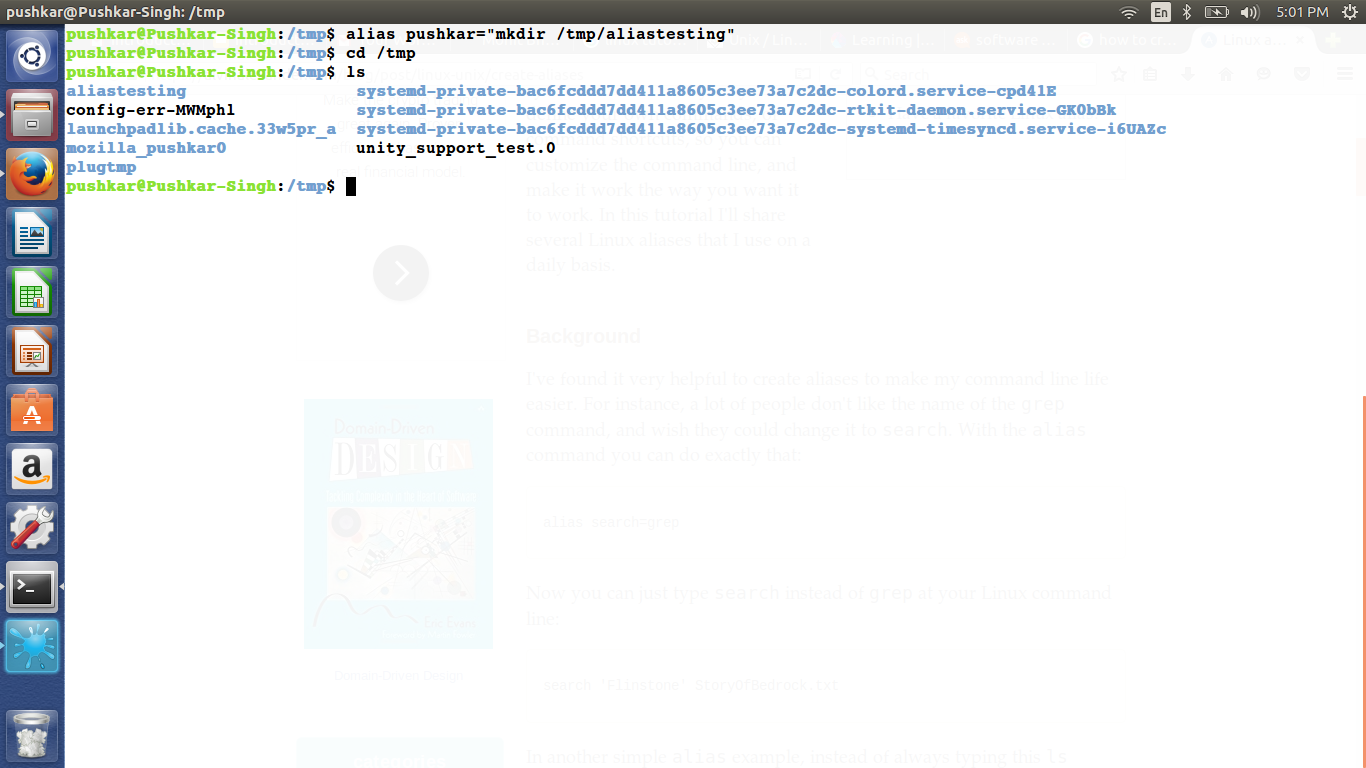 pushkar@Pushkar-Singh: /tmp
En
5:01 PM
pushkar@Pushkar-Singh:/tmp$ alias pushkar="mkdir /tmp/aliastesting"
pushkar@Pushkar-Singh:/tmp$ cd /tmp
pushkar@Pushkar-Singh:/tmp$ ls
aliastesting systemd-private-bac6fcddd7dd411a8605c3ee73a7c2dc-colord.service-cpd41E
config-err-MWMphl systemd-private-bac6fcddd7dd411a8605c3ee73a7c2dc-rtkit-daemon.service-GKObBk
launchpadlib.cache.33w5pr_a systemd-private-bac6fcddd7dd411a8605c3ee73a7c2dc-systemd-timesyncd.service-i6UAZc
mozilla_pushkar0 unity_support_test.0
plugtmp
pushkar@Pushkar-Singh:/tmp$
customize the command line, and
make it work the way you want it
to work. In this tutorial I'll share
several Linux aliases that I use on a
daily basis.
Background
I've found it very helpful to create aliases to make my command line life
easier. For instance, a lot of people don't like the name of the grep
command, and wish they could change it to search. With the alias
command you can do exactly that:
alias search=grep
Domain-Driven
DESIGN
Eric Evans
Domain-Driven Design
Now you can just type search instead of grep at your Linux command
line:
search 'Flinstone' StoryOfBedrock.txt
In another simple alias example, instead of always typing this ls